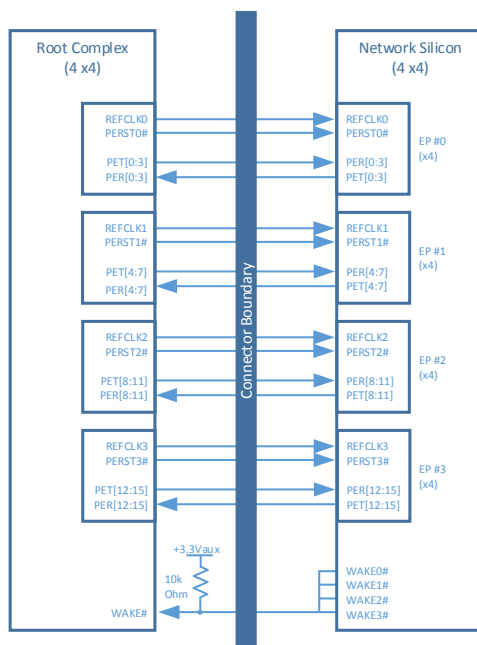 Root Complex
(4 x4)
Network Silicon
(4 x4)
REFCLK0
PERST0#
PET[0:3]
PER[0:3]
REFCLK0
PERST0#
PER[0:3]
PET[0:3]
EP #0
(x4)
REFCLK1
PERST1#
PET[4:7]
PER[4:7]
REFCLK1
PERST1#
PER[4:7]
PET[4:7]
EP #1
(x4)
Connector Boundary
REFCLK2
PERST2#
PET[8:11]
PER[8:11]
REFCLK2
PERST2#
PER[8:11]
PET[8:11]
EP #2
(x4)
REFCLK3
PERST3#
PET[12:15]
PER[12:15]
REFCLK3
PERST3#
PER[12:15]
PET[12:15]
EP #3
(x4)
+3.3Vaux
10k
Ohm
WAKE#
WAKE0#
WAKE1#
WAKE2#
WAKE3#